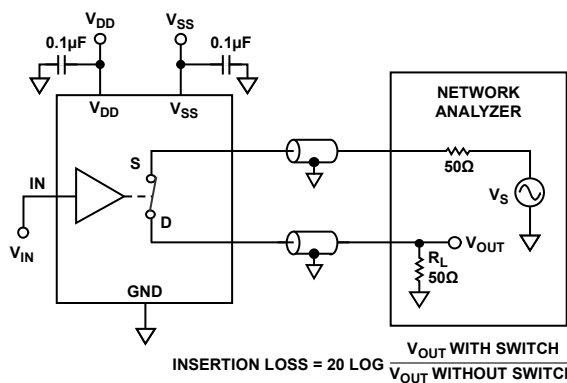 VDD
VSS
0.1µF
0.1µF
VDD
VSS
NETWORK
ANALYZER
S
50Ω
VS
IN
D
VOUT
VIN
RL
50Ω
GND
INSERTION LOSS = 20 LOG
VOUT WITH SWITCH
VOUT WITHOUT SWITCH